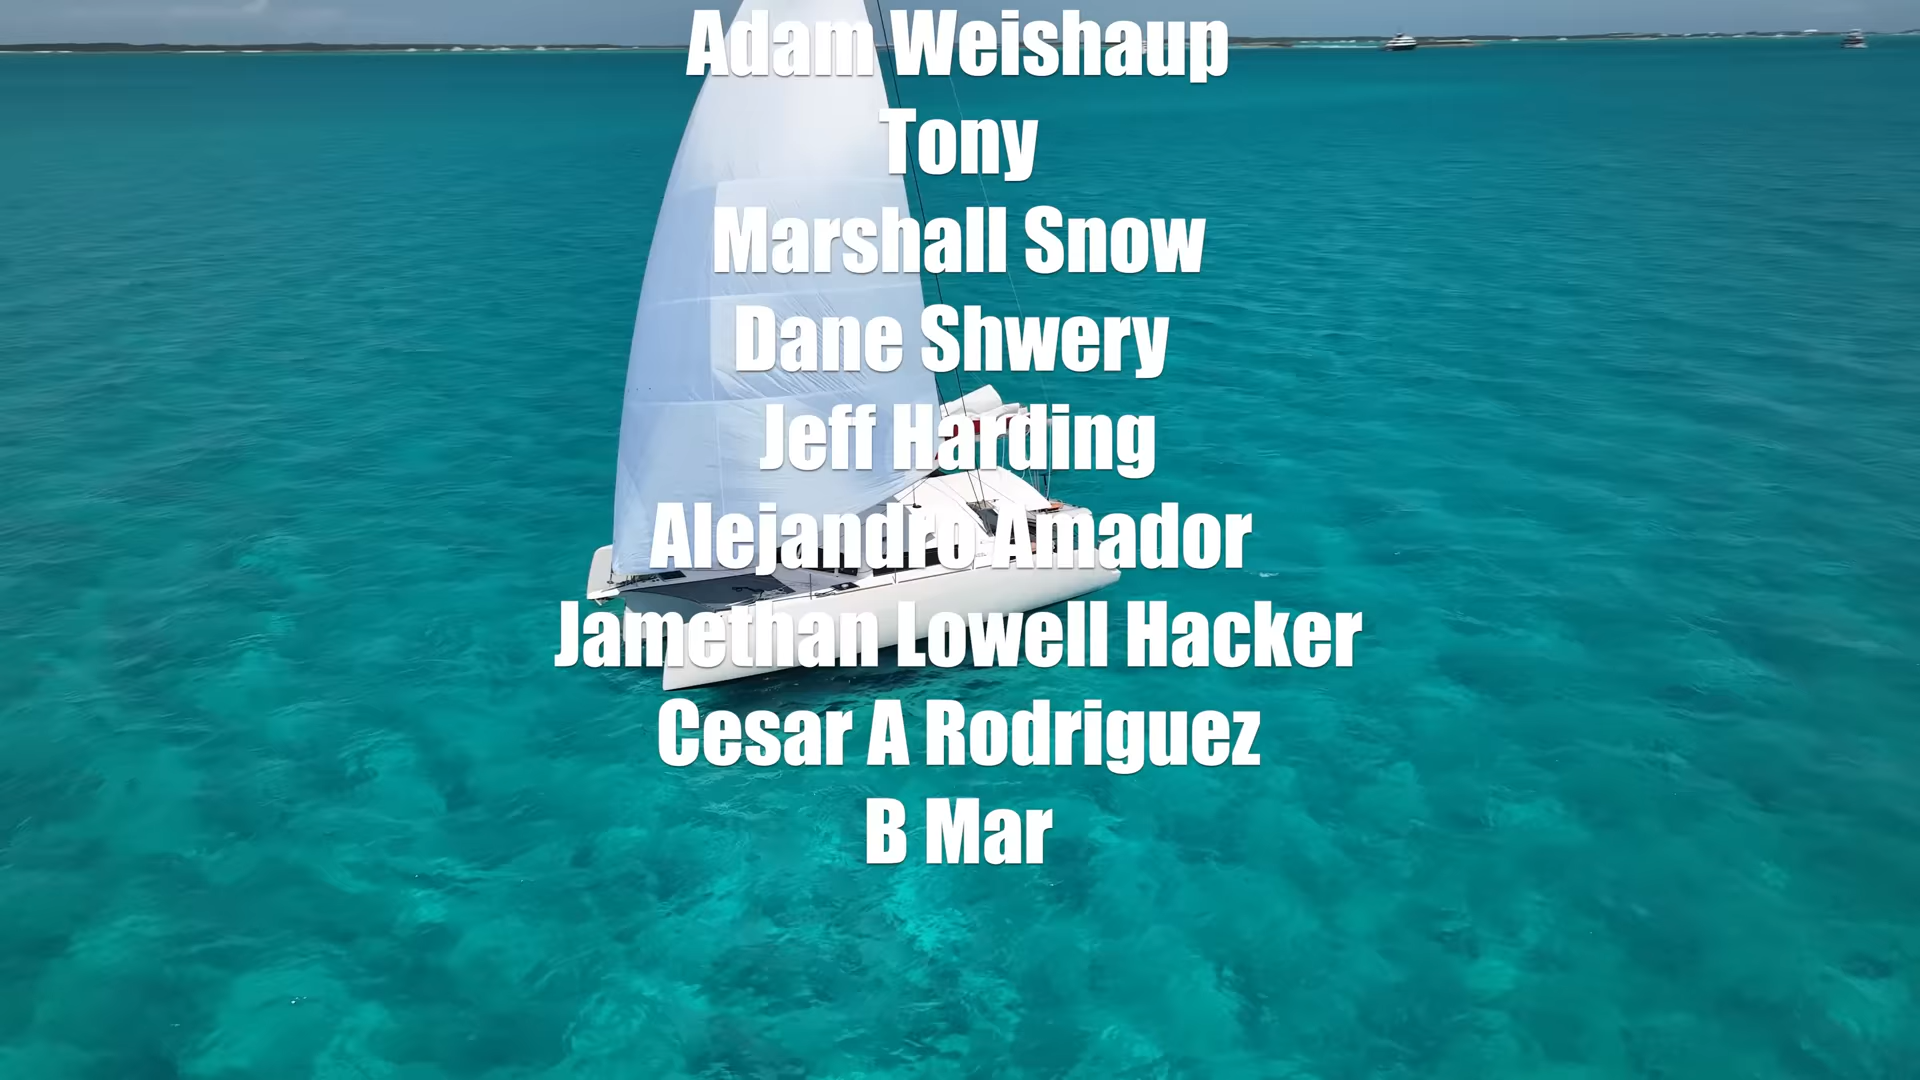 Adam Weishaup
Tony
Marshall Snow
Dane Shwery
Jeff Harding
Alejandro Amador
Jamethan Lowell Hacker
Cesar A Rodriguez
B Mar